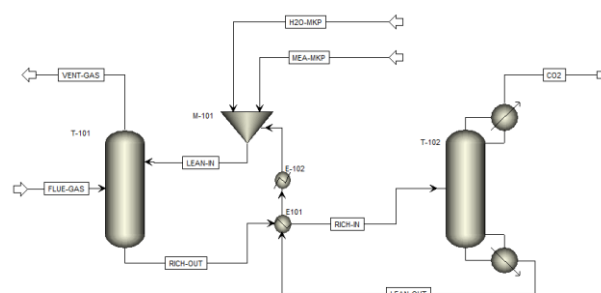 H2O-MKP
MEA-MKP
VENT-GAS
CO2
M-101
T-101
T-102
LEAN-IN
E-102
FLUE-GAS
E101
RICH-IN
RICH-OUT
LEAN-OUT